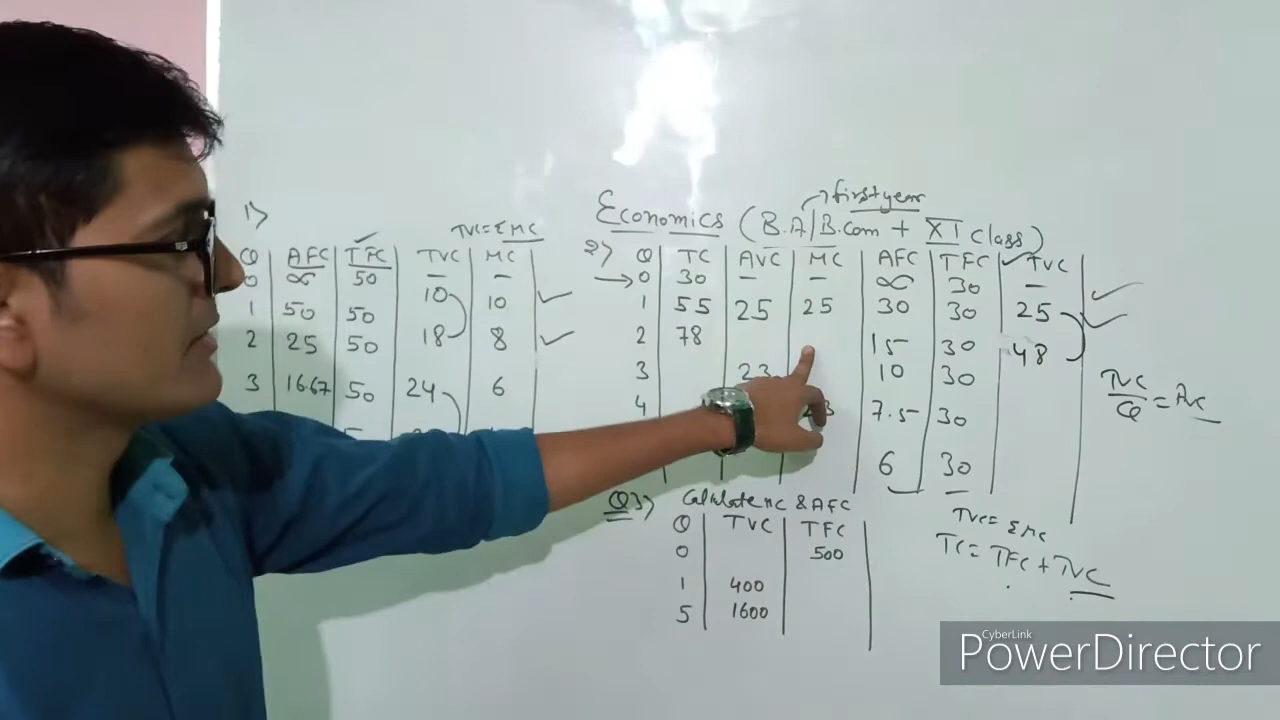 first year
Economics (B.A/B.Com + XI class)
1)
TVC=ΣMC
Q AFC TFC TVC MC
0 ∞ 50 —
1 50 50 10 10
2 25 50 18 8
3 16.67 50 24 6
2)
Q TC AVC MC AFC TFC TVC
0 30 — — ∞ 30 —
1 55 25 25 30 30 25
2 78 15 30 48
3 23 10 30
4 7.5 30
6 30
TVC/Q = AVC
Q3) Calculate MC & AFC
Q TVC TFC
0 500
1 400
5 1600
TVC= ΣMC
TC= TFC + TVC
CyberLink
PowerDirector